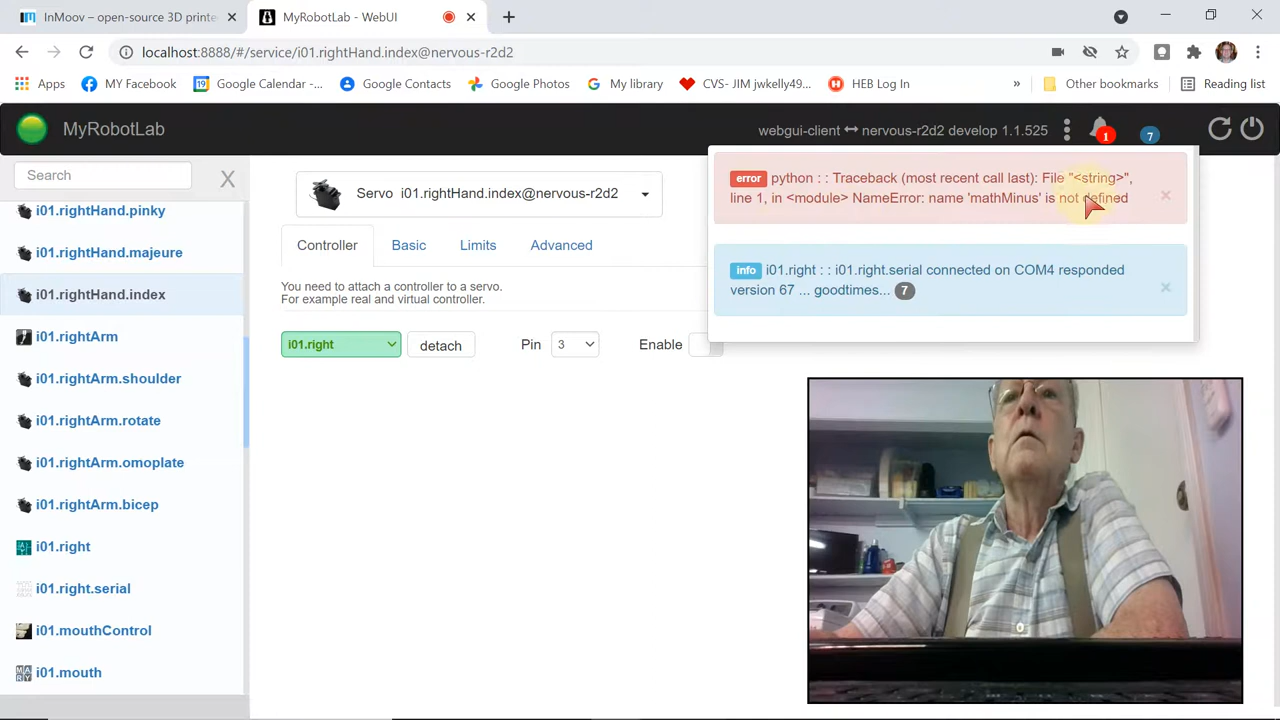 InMoov – open-source 3D printe
MyRobotLab - WebUI
localhost:8888/#/service/i01.rightHand.index@nervous-r2d2
Apps
MY Facebook
19
Google Calendar -...
Google Contacts
Google Photos
G
My library
CVS- JIM jwkelly49...
H
HEB Log In
»
Other bookmarks
Reading list
MyRobotLab
webgui-client ↔ nervous-r2d2 develop 1.1.525
1
7
Search
X
i01.rightHand.pinky
i01.rightHand.majeure
i01.rightHand.index
i01.rightArm
i01.rightArm.shoulder
i01.rightArm.rotate
i01.rightArm.omoplate
i01.rightArm.bicep
i01.right
i01.right.serial
i01.mouthControl
i01.mouth
Servo i01.rightHand.index@nervous-r2d2
Controller Basic Limits Advanced
You need to attach a controller to a servo.
For example real and virtual controller.
i01.right detach Pin 3 Enable
error python : : Traceback (most recent call last): File "<string>",
line 1, in <module> NameError: name 'mathMinus' is not defined
×
info i01.right : : i01.right.serial connected on COM4 responded
version 67 ... goodtimes... 7
×